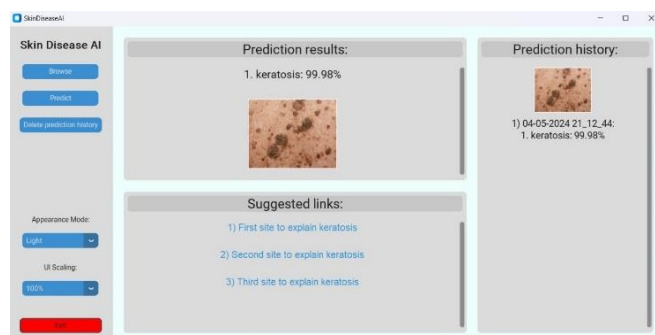 SkinDiseaseAI
Skin Disease AI
Browse
Predict
Delete prediction history
Appearance Mode:
Light
UI Scaling:
100%
Exit
Prediction results:
1. keratosis: 99.98%
Suggested links:
1) First site to explain keratosis
2) Second site to explain keratosis
3) Third site to explain keratosis
Prediction history:
1) 04-05-2024 21_12_44:
1. keratosis: 99.98%